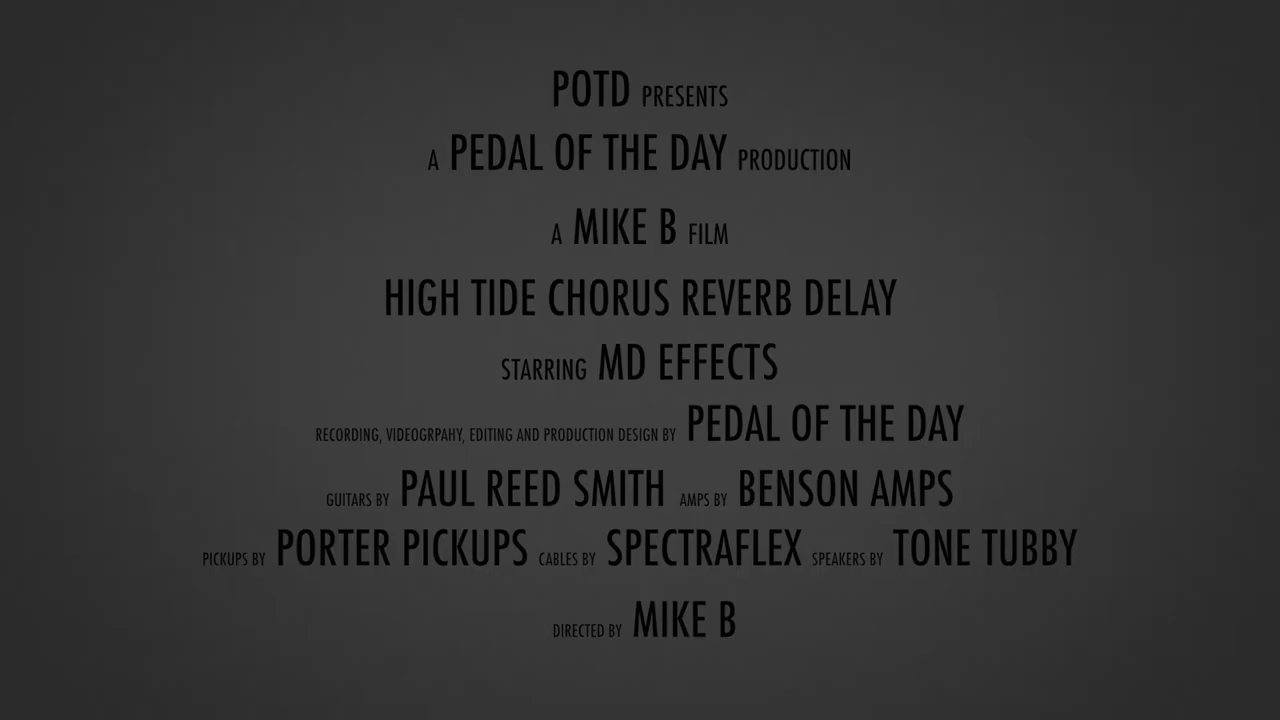 POTD PRESENTS
A PEDAL OF THE DAY PRODUCTION
A MIKE B FILM
HIGH TIDE CHORUS REVERB DELAY
STARRING MD EFFECTS
RECORDING, VIDEOGRPAHY, EDITING AND PRODUCTION DESIGN BY PEDAL OF THE DAY
GUITARS BY PAUL REED SMITH AMPS BY BENSON AMPS
PICKUPS BY PORTER PICKUPS CABLES BY SPECTRAFLEX SPEAKERS BY TONE TUBBY
DIRECTED BY MIKE B